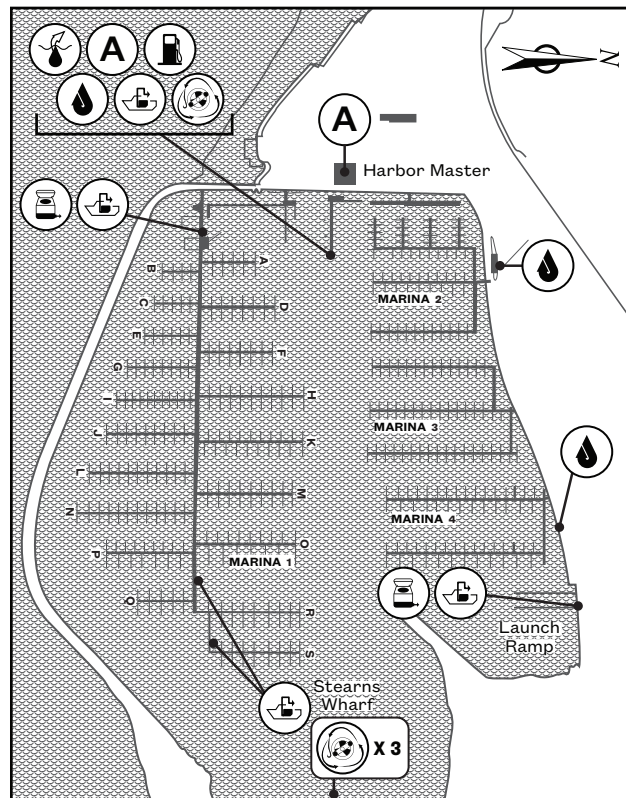 A
N
A
Harbor Master
A
B
MARINA 2
C
D
E
F
G
H
I
MARINA 3
J
K
L
M
MARINA 4
N
O
MARINA 1
P
Q
R
Launch
Ramp
S
Stearns
Wharf
X 3